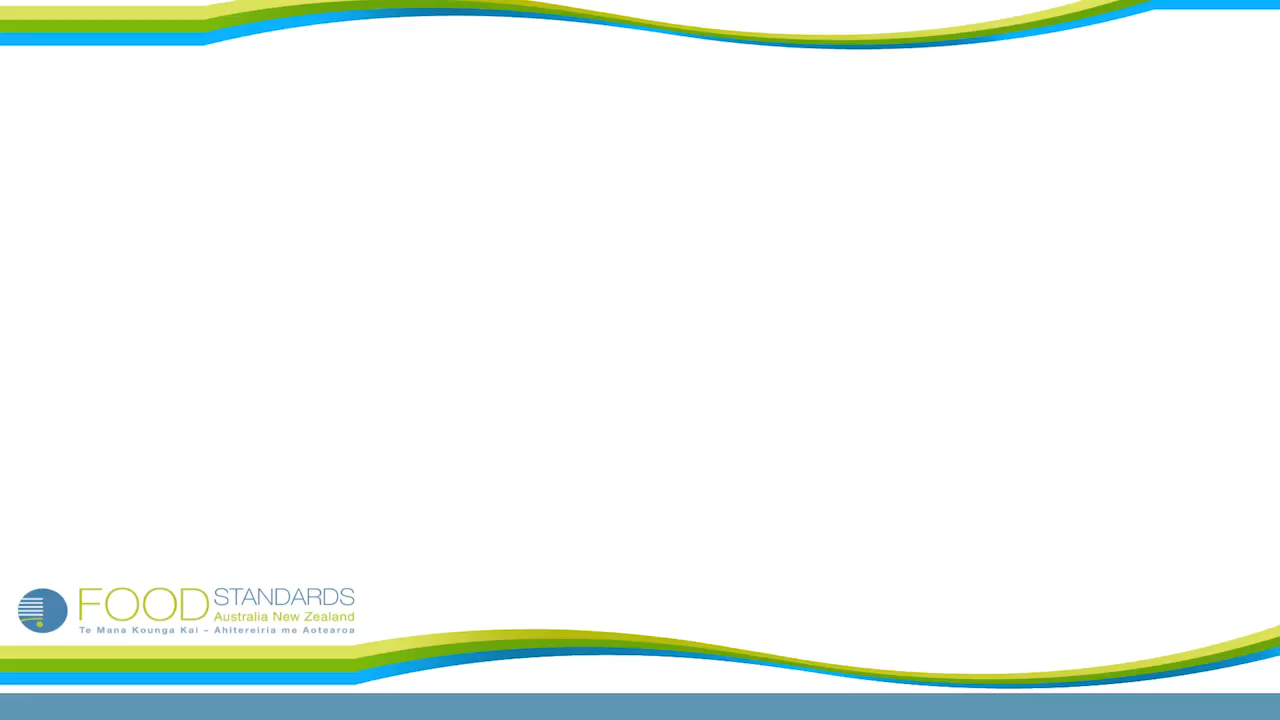 FOOD STANDARDS
Australia New Zealand
Te Mana Kounga Kai – Ahitereiria me Aotearoa